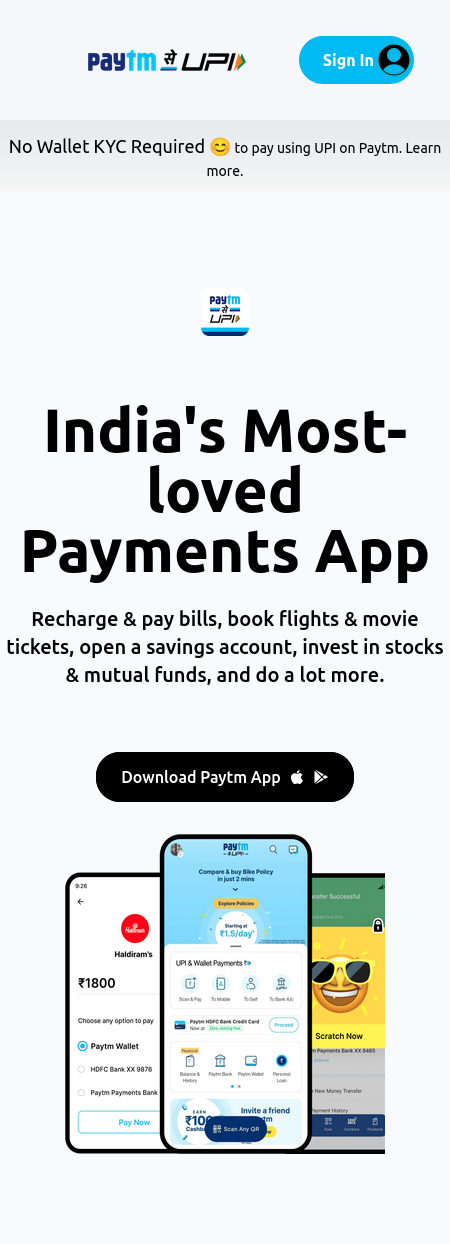 paytm से UPI
Sign In
No Wallet KYC Required 😊 to pay using UPI on Paytm. Learn
more.
paytm
से
UPI
India's Most-
loved
Payments App
Recharge & pay bills, book flights & movie
tickets, open a savings account, invest in stocks
& mutual funds, and do a lot more.
Download Paytm App
9:26
Haldiram's
Haldiram's
₹1800
Choose any option to pay
Paytm Wallet
HDFC Bank XX 9876
Paytm Payments Bank
Pay Now
paytm
से UPI
Compare & buy Bike Policy
in just 2 mins
Explore Policies
Starting at
₹1.5/day*
UPI & Wallet Payments
Scan & Pay
To Mobile
To Self
To Bank A/c
Paytm HDFC Bank Credit Card
Now at Zero Joining Fee
Proceed
Balance &
History
Paytm Bank
Paytm Wallet
Personal
Loan
EARN
₹100
Cashback
Invite a friend
Scan Any QR
nsfer Successful
Scratch Now
ytm Payments Bank XX 6465
Balance
New Money Transfer
Payment History
Scan
Cashback